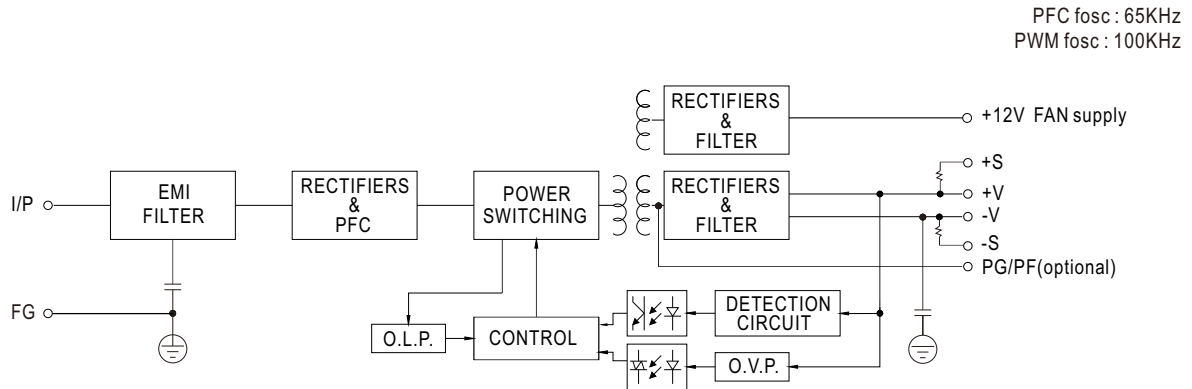 PFC fosc : 65KHz
PWM fosc : 100KHz
RECTIFIERS
&
FILTER
+12V FAN supply
I/P
EMI
FILTER
RECTIFIERS
&
PFC
POWER
SWITCHING
RECTIFIERS
&
FILTER
+S
+V
-V
-S
PG/PF(optional)
FG
O.L.P.
CONTROL
DETECTION
CIRCUIT
O.V.P.